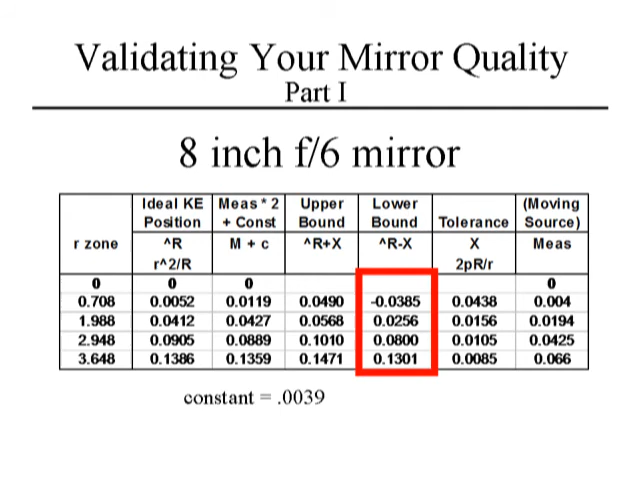 Validating Your Mirror Quality
Part I
8 inch f/6 mirror
Ideal KE Meas * 2 Upper Lower (Moving
Position + Const Bound Bound Tolerance Source)
r zone ^R M + c ^R+X ^R-X X Meas
r^2/R 2pR/r
0 0 0 0
0.708 0.0052 0.0119 0.0490 -0.0385 0.0438 0.004
1.988 0.0412 0.0427 0.0568 0.0256 0.0156 0.0194
2.948 0.0905 0.0889 0.1010 0.0800 0.0105 0.0425
3.648 0.1386 0.1359 0.1471 0.1301 0.0085 0.066
constant = .0039